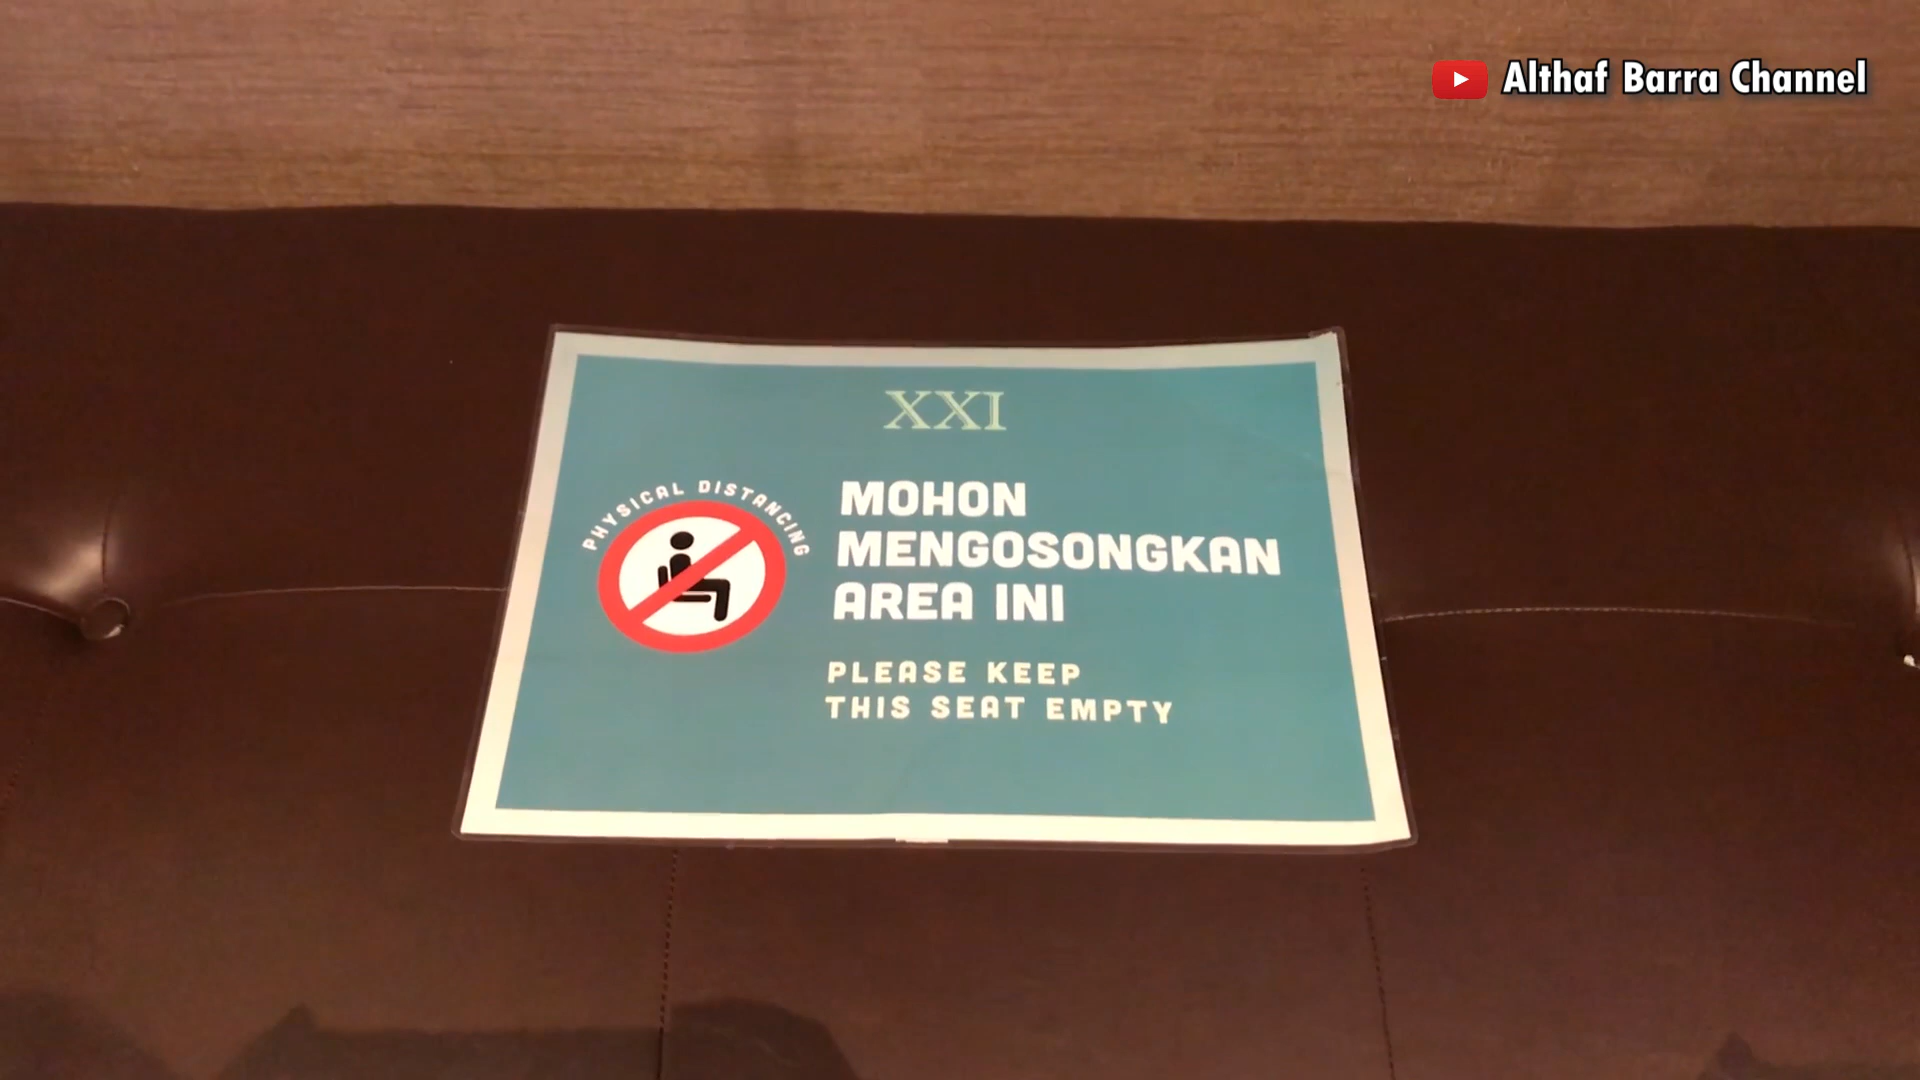 Althaf Barra Channel
XXI
PHYSICAL DISTANCING
MOHON
MENGOSONGKAN
AREA INI
PLEASE KEEP
THIS SEAT EMPTY